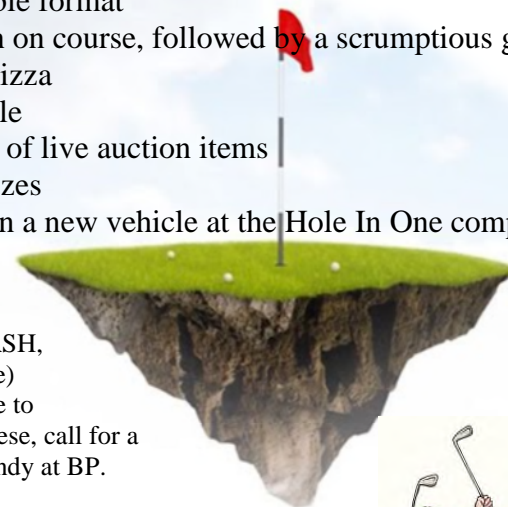 ble format
n on course, followed by a scrumptious g
izza
le
of live auction items
zes
n a new vehicle at the Hole In One comp
ASH,
e)
e to
ese, call for a
ndy at BP.